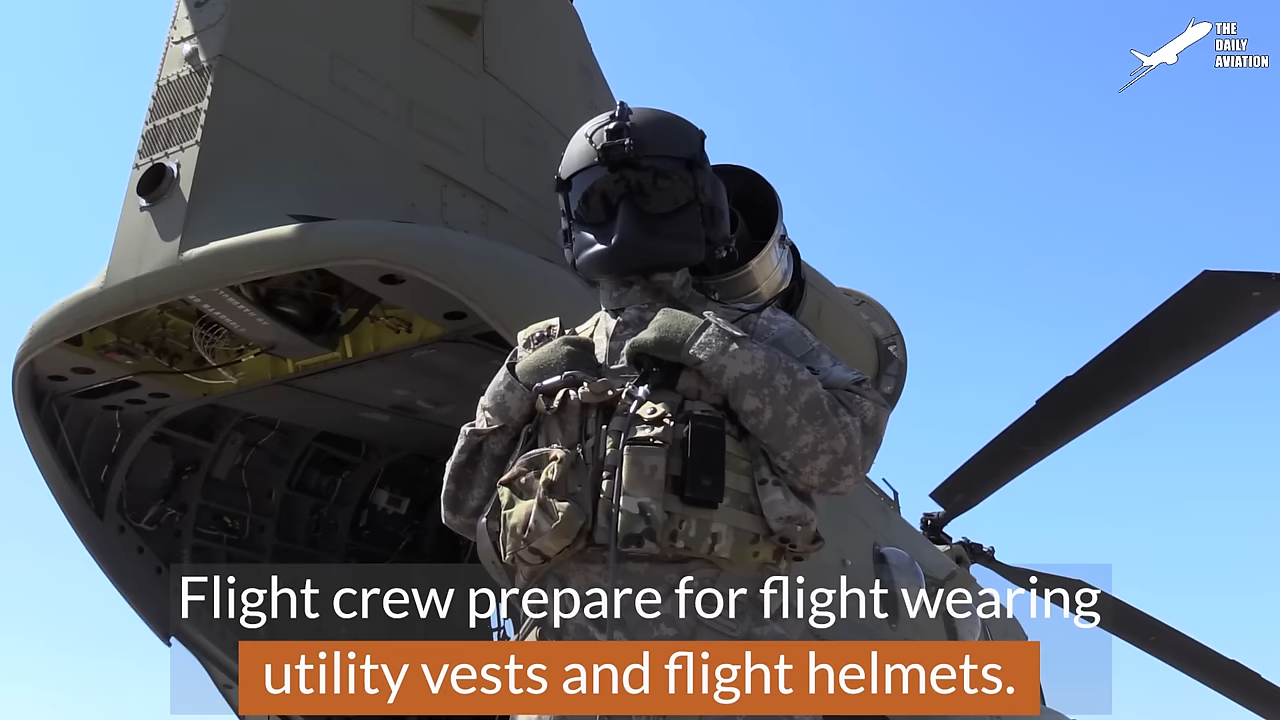 THE
DAILY
AVIATION
Flight crew prepare for flight wearing
utility vests and flight helmets.